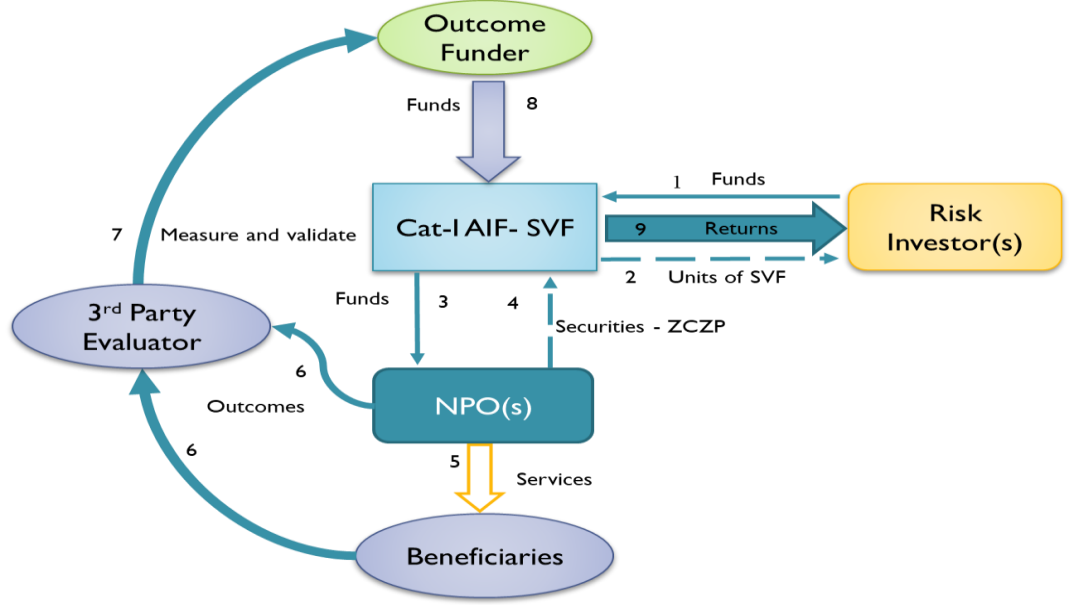 Outcome
Funder
Funds
8
1
Funds
Cat-I AIF- SVF
9
Returns
Risk
Investor(s)
2
Units of SVF
7
Measure and validate
Funds
3
4
Securities - ZCZP
3rd Party
Evaluator
6
Outcomes
NPO(s)
6
5
Services
Beneficiaries